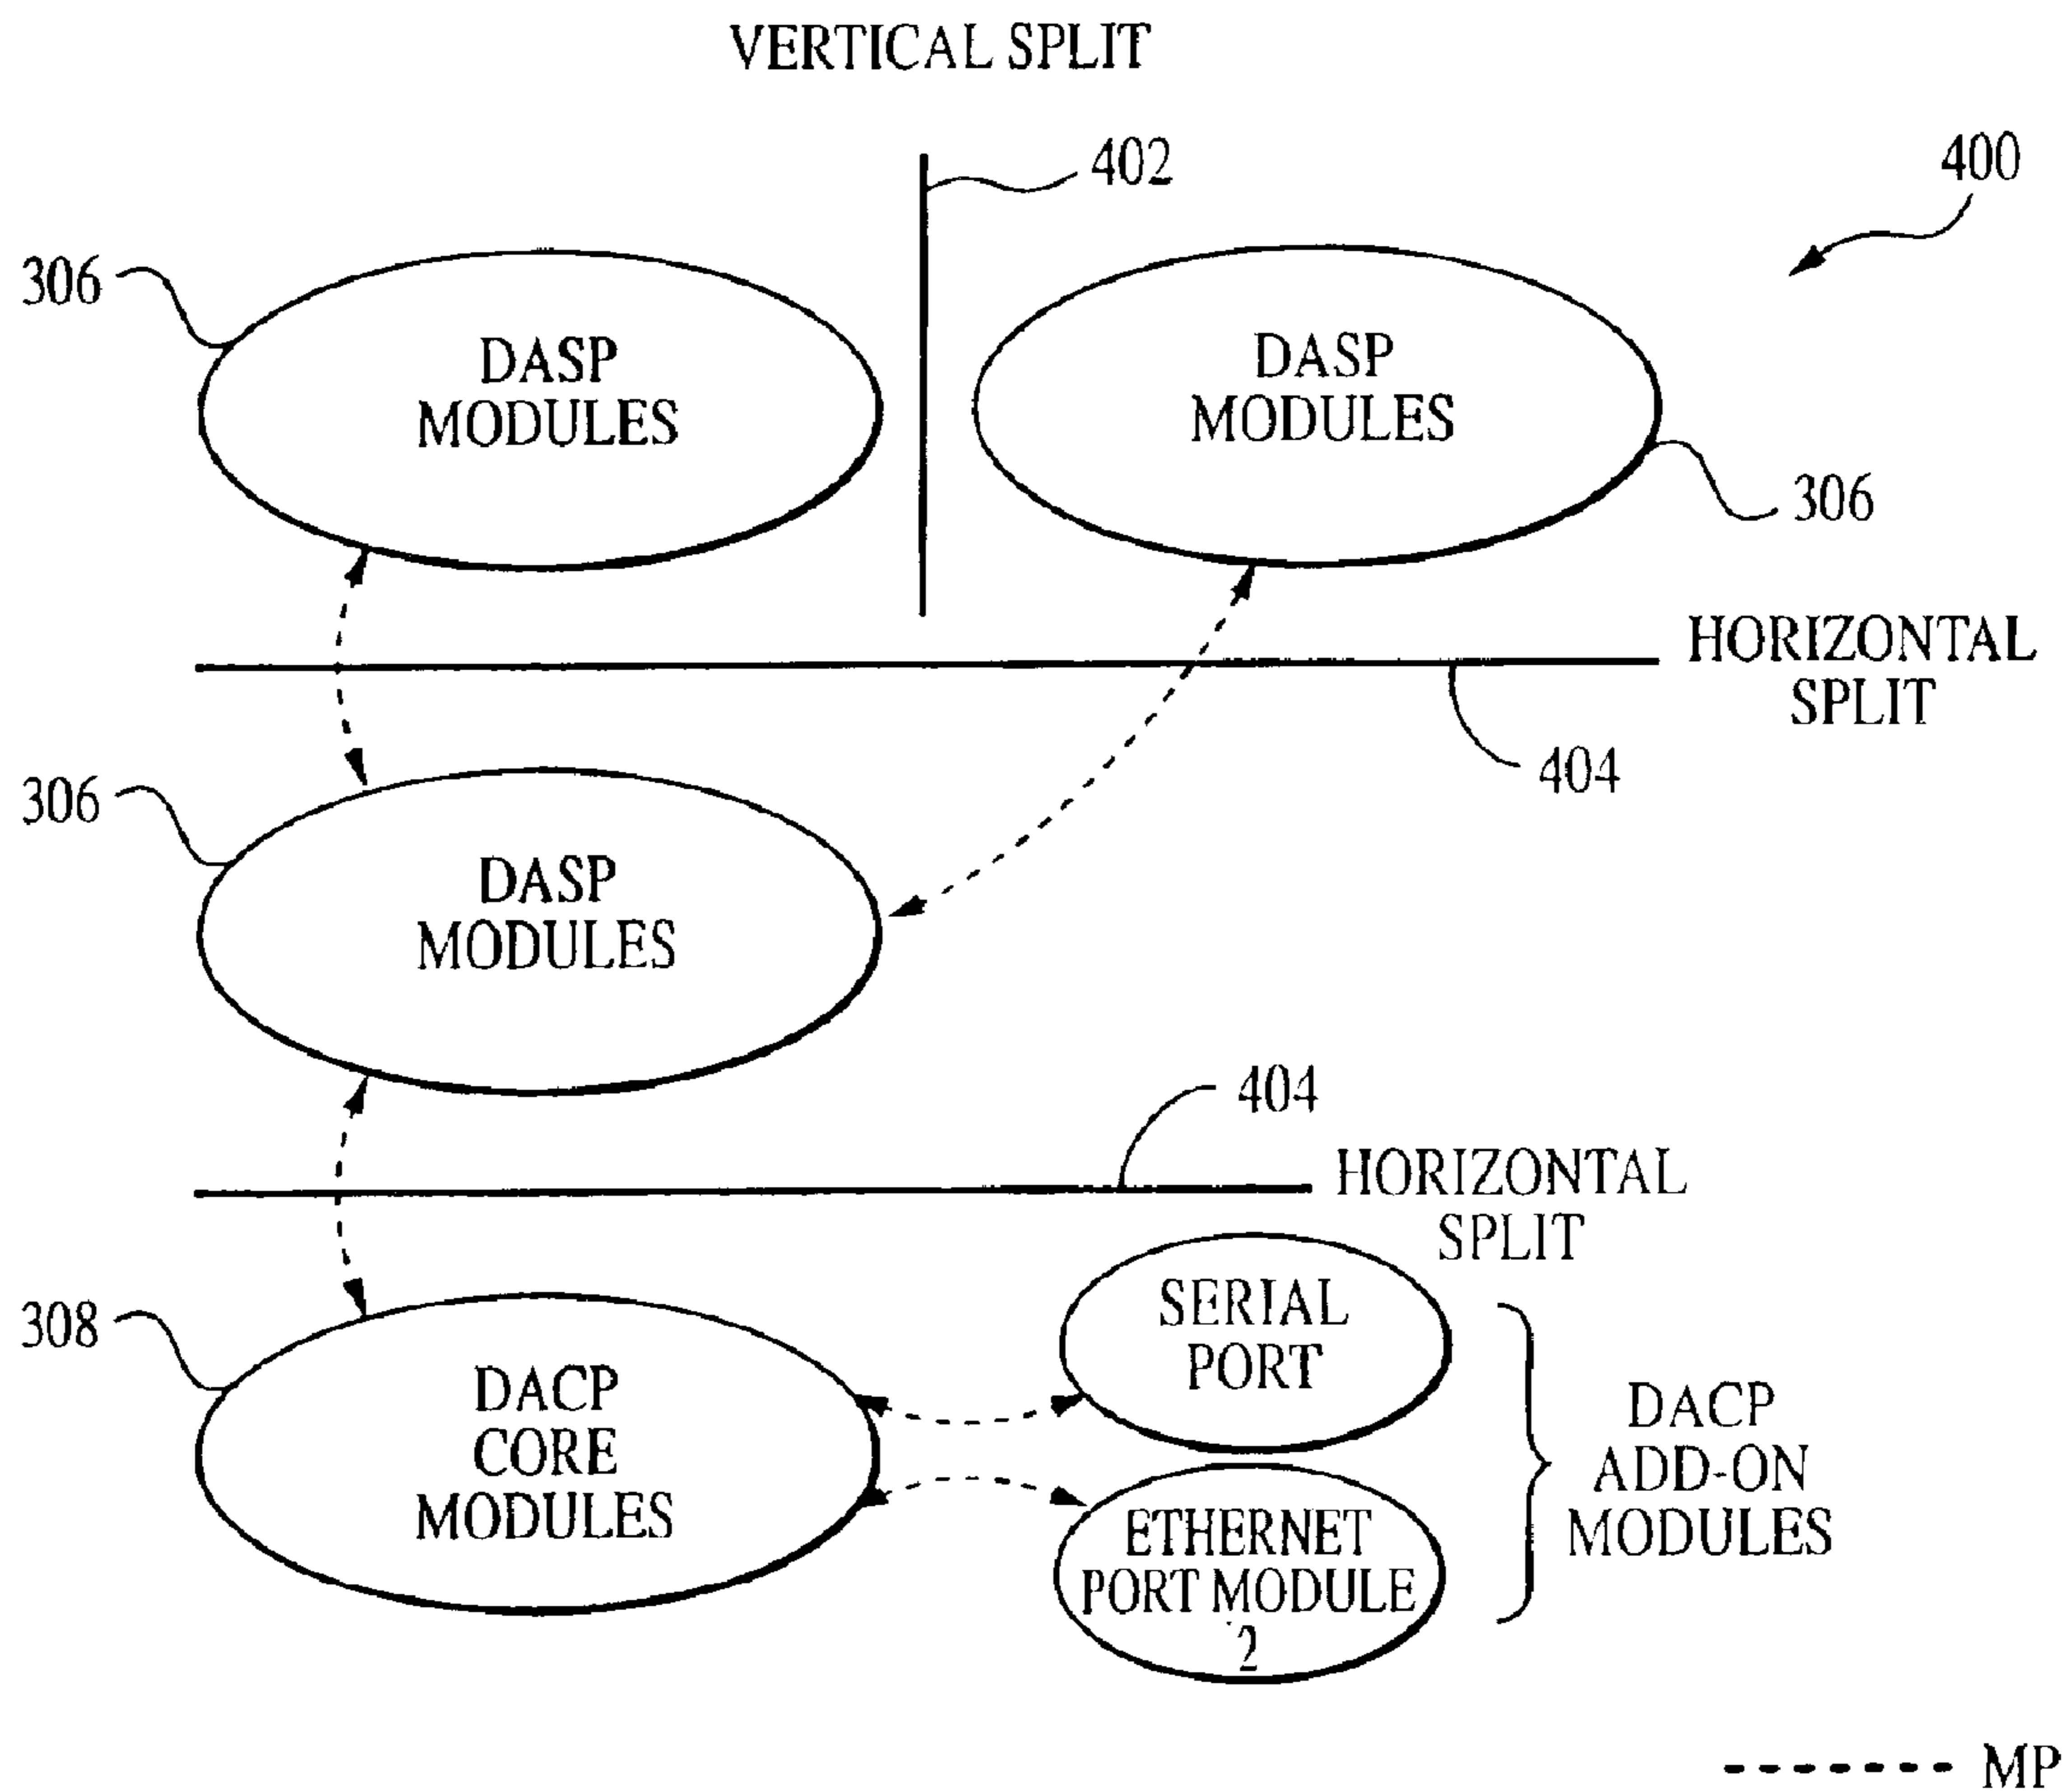 VERTICAL SPLIT
402
400
306
DASP
MODULES
DASP
MODULES
306
HORIZONTAL
SPLIT
404
306
DASP
MODULES
404
HORIZONTAL
SPLIT
308
DACP
CORE
MODULES
SERIAL
PORT
ETHERNET
PORT MODULE
2
DACP
ADD-ON
MODULES
MP